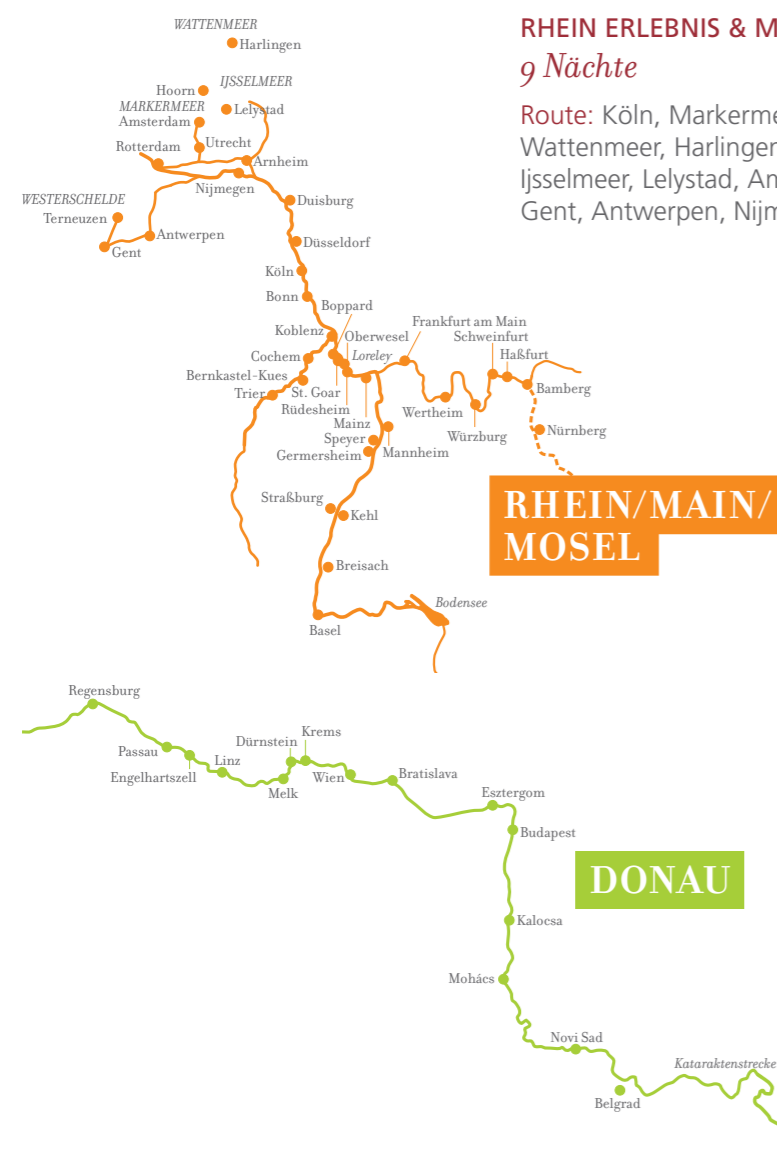 WATTENMEER
Harlingen
IJSSELMEER
Hoorn
MARKERMEER
Lelystad
Amsterdam
Rotterdam
Utrecht
Arnheim
Nijmegen
WESTERSCHELDE
Terneuzen
Gent
Antwerpen
Duisburg
Düsseldorf
Köln
Bonn
Boppard
Koblenz
Oberwesel
Loreley
Cochem
Bernkastel-Kues
Trier
St. Goar
Rüdesheim
Mainz
Speyer
Germersheim
Mannheim
Frankfurt am Main
Schweinfurt
Haßfurt
Bamberg
Wertheim
Würzburg
Nürnberg
Straßburg
Kehl
Breisach
Basel
Bodensee
RHEIN ERLEBNIS & M
9 Nächte
Route: Köln, Markerme
Wattenmeer, Harlinger
Ijsselmeer, Lelystad, Am
Gent, Antwerpen, Nijm
RHEIN/MAIN/
MOSEL
Regensburg
Passau
Engelhartszell
Linz
Dürnstein
Krems
Melk
Wien
Bratislava
Esztergom
Budapest
DONAU
Kalocsa
Mohács
Novi Sad
Belgrad
Kataraktenstrecke